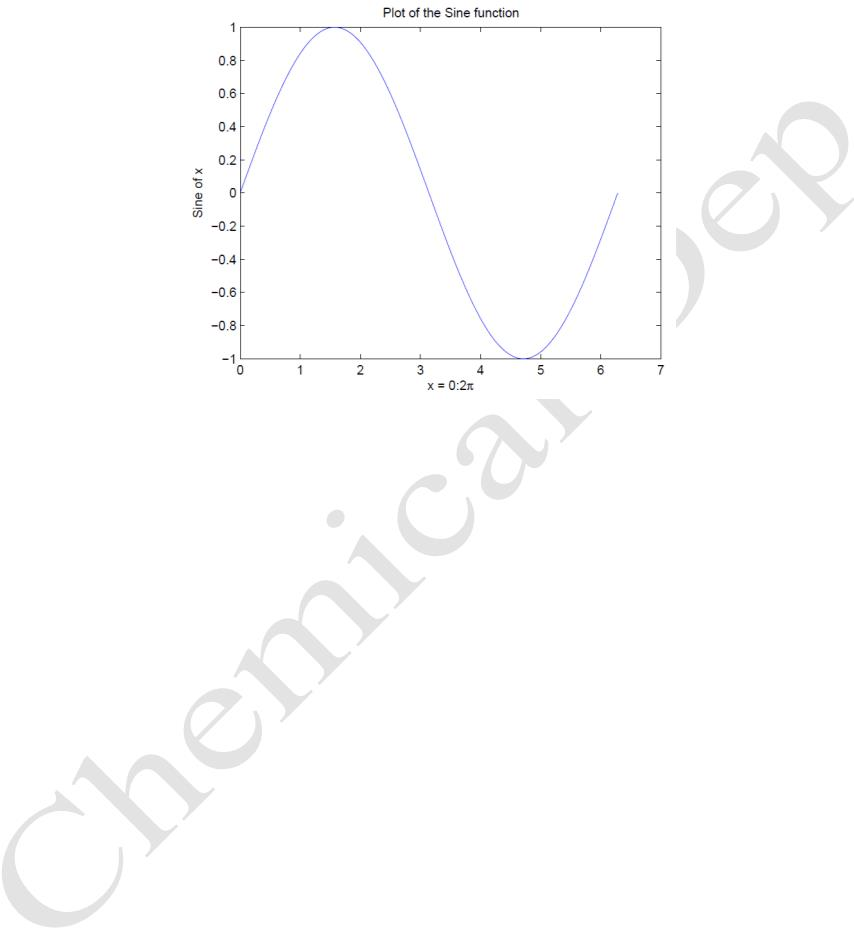 Plot of the Sine function
1
0.8
0.6
0.4
0.2
0
−0.2
−0.4
−0.6
−0.8
−1
Sine of x
0 1 2 3 4 5 6 7
x = 0:2π
Chemical Dep